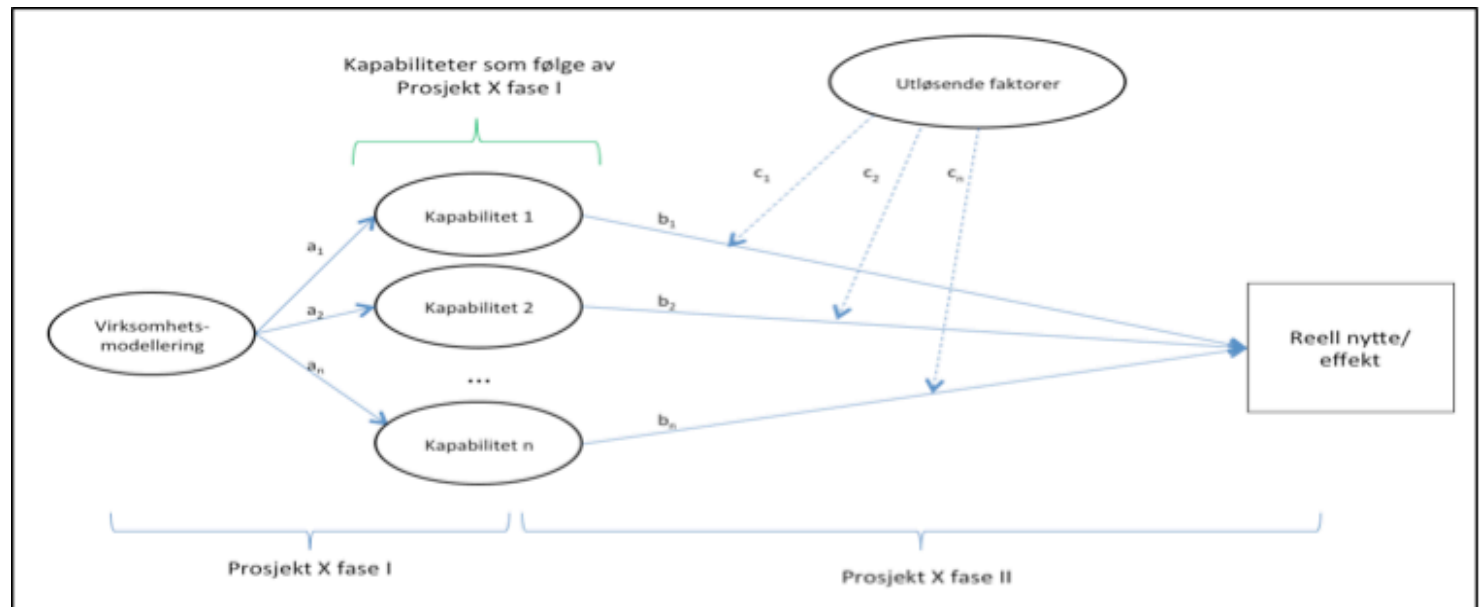 Kapabiliteter som følge av
Prosjekt X fase I
Utløsende faktorer
c₁
c₂
cₙ
Kapabilitet 1
b₁
a₁
Kapabilitet 2
b₂
a₂
Virksomhets-
modellering
Reell nytte/
effekt
aₙ
...
bₙ
Kapabilitet n
Prosjekt X fase I
Prosjekt X fase II